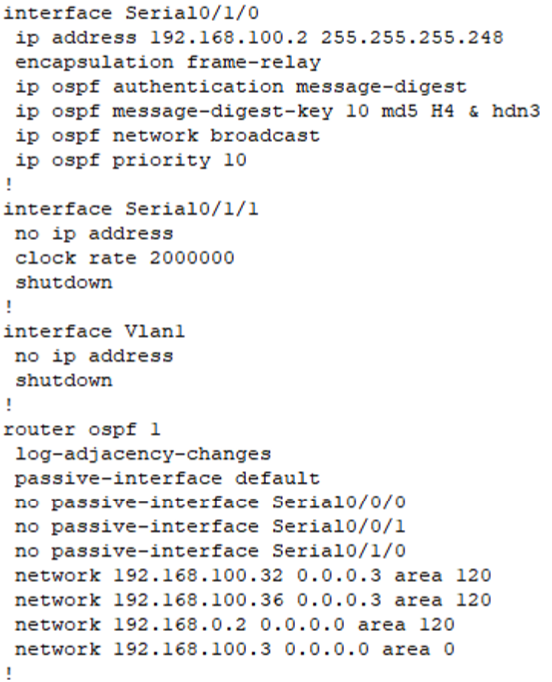 interface Serial0/1/0
ip address 192.168.100.2 255.255.255.248
encapsulation frame-relay
ip ospf authentication message-digest
ip ospf message-digest-key 10 md5 H4 & hdn3
ip ospf network broadcast
ip ospf priority 10
!
interface Serial0/1/1
no ip address
clock rate 2000000
shutdown
!
interface Vlan1
no ip address
shutdown
!
router ospf 1
log-adjacency-changes
passive-interface default
no passive-interface Serial0/0/0
no passive-interface Serial0/0/1
no passive-interface Serial0/1/0
network 192.168.100.32 0.0.0.3 area 120
network 192.168.100.36 0.0.0.3 area 120
network 192.168.0.2 0.0.0.0 area 120
network 192.168.100.3 0.0.0.0 area 0
!